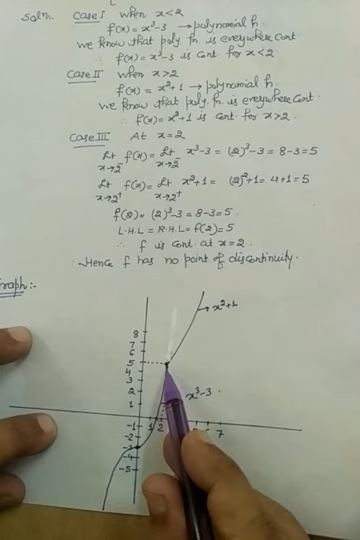 Soln. Case I when x<2
f(x) = x³-3 → polynomial fn.
we know that poly. fn. is everywhere cont.
∴ f(x) = x³-3 is cont. for x<2
Case II When x>2
f(x) = x²+1 → polynomial fn.
we know that poly. fn. is everywhere cont.
∴ f(x) = x²+1 is cont. for x>2.
Case III At x=2
Lt x→2⁻ f(x) = Lt x→2⁻ x³-3 = (2)³-3 = 8-3 = 5
Lt x→2⁺ f(x) = Lt x→2⁺ x²+1 = (2)²+1 = 4+1 = 5
f(2) = (2)³-3 = 8-3 = 5.
L.H.L = R.H.L = f(2) = 5
∴ f is cont. at x=2.
Hence f has no point of discontinuity.
Graph:-
→ x²+1
8
7
6
5
4
3
2
1
x³-3
1 2 6 7
-1
-2
-3
-4
-5